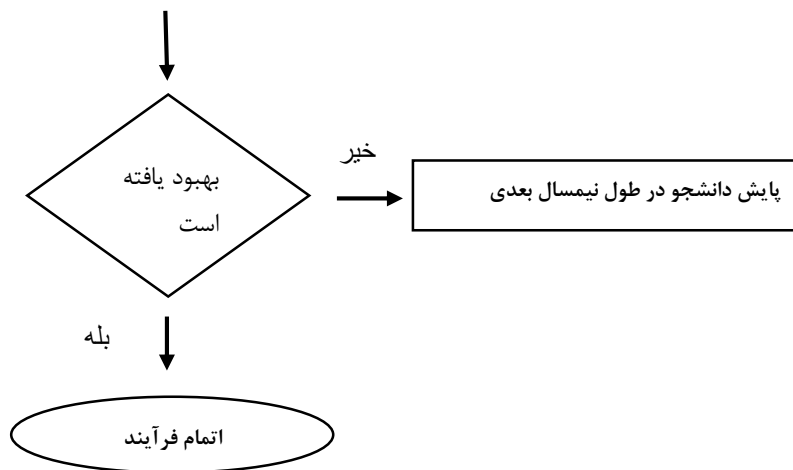 خیر
بهبود یافته
است
پایش دانشجو در طول نیمسال بعدی
بله
اتمام فرآیند